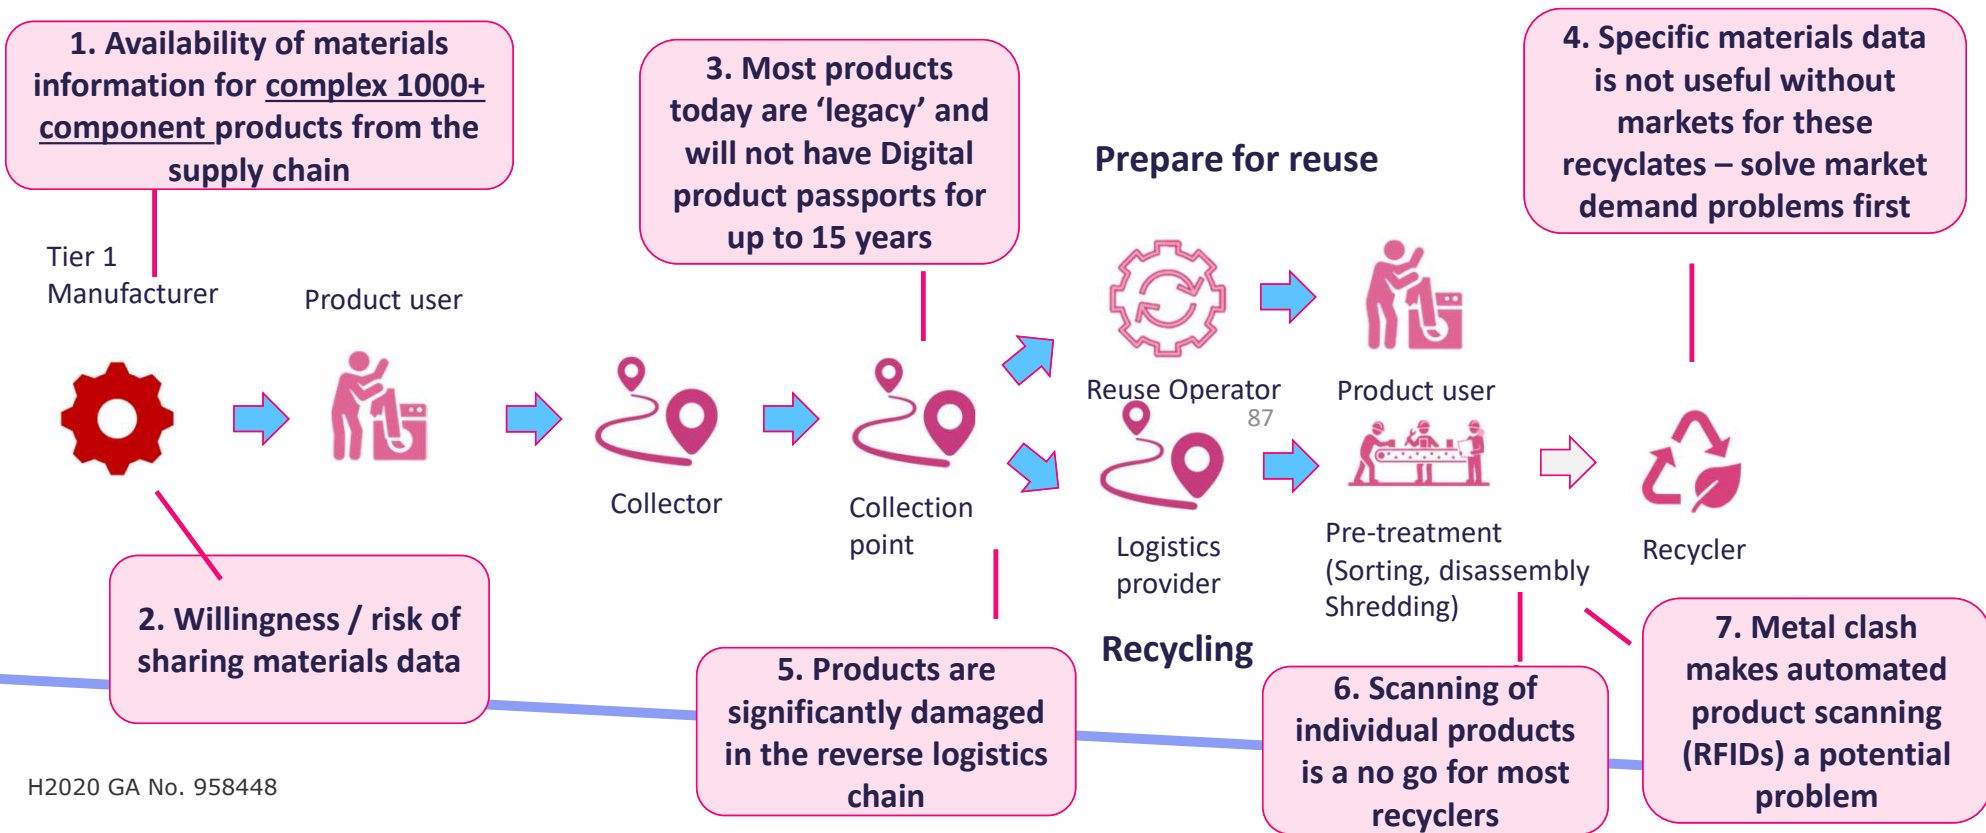 1. Availability of materials
information for complex 1000+
component products from the
supply chain
3. Most products
today are ‘legacy’ and
will not have Digital
product passports for
up to 15 years
4. Specific materials data
is not useful without
markets for these
recyclates – solve market
demand problems first
Prepare for reuse
Tier 1
Manufacturer
Product user
Reuse Operator
Product user
87
Collector
Collection
point
Logistics
provider
Pre-treatment
(Sorting, disassembly
Shredding)
Recycler
Recycling
2. Willingness / risk of
sharing materials data
5. Products are
significantly damaged
in the reverse logistics
chain
6. Scanning of
individual products
is a no go for most
recyclers
7. Metal clash
makes automated
product scanning
(RFIDs) a potential
problem
H2020 GA No. 958448